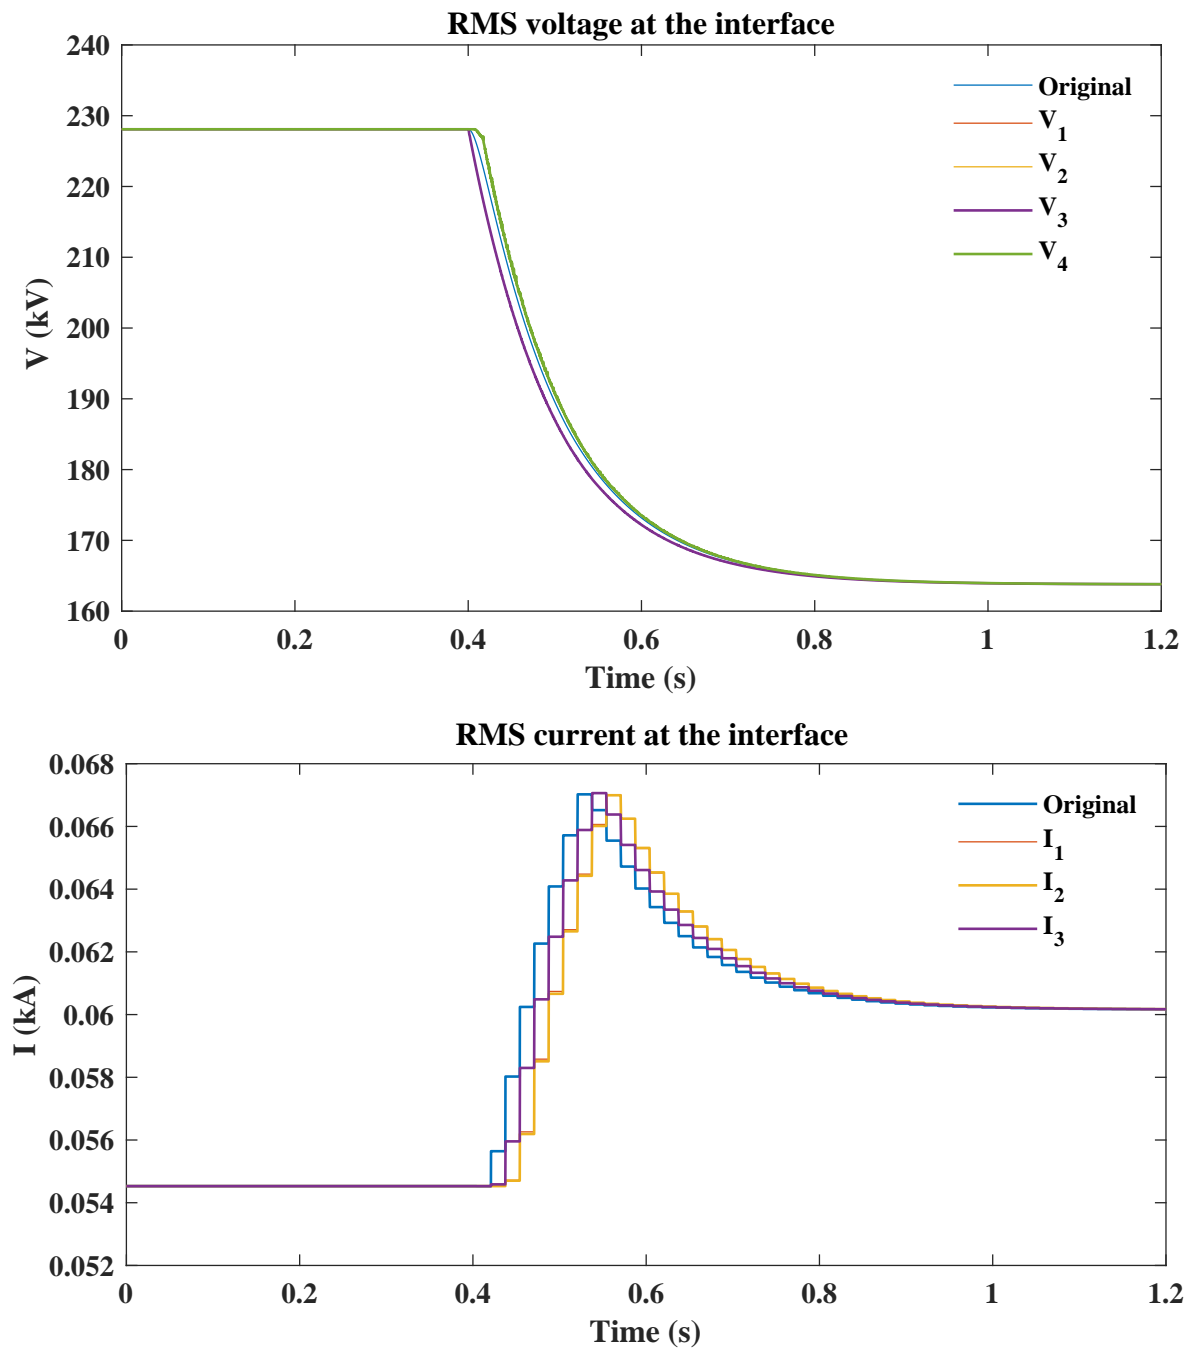 RMS voltage at the interface
240
230
220
210
200
190
180
170
160
V (kV)
Original
V1
V2
V3
V4
0 0.2 0.4 0.6 0.8 1 1.2
Time (s)
RMS current at the interface
0.068
0.066
0.064
0.062
0.06
0.058
0.056
0.054
0.052
I (kA)
Original
I1
I2
I3
0 0.2 0.4 0.6 0.8 1 1.2
Time (s)